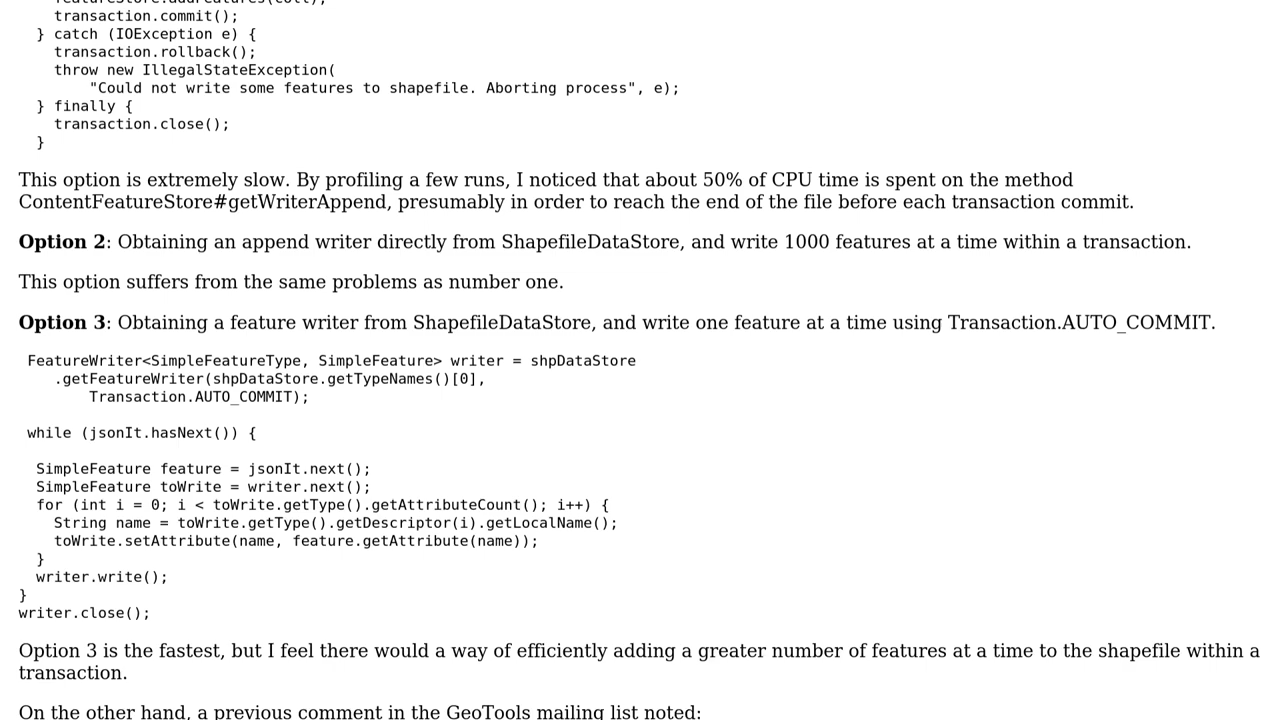 featureStore.addFeatures(coll);
transaction.commit();
} catch (IOException e) {
transaction.rollback();
throw new IllegalStateException(
"Could not write some features to shapefile. Aborting process", e);
} finally {
transaction.close();
}
This option is extremely slow. By profiling a few runs, I noticed that about 50% of CPU time is spent on the method
ContentFeatureStore#getWriterAppend, presumably in order to reach the end of the file before each transaction commit.
Option 2: Obtaining an append writer directly from ShapefileDataStore, and write 1000 features at a time within a transaction.
This option suffers from the same problems as number one.
Option 3: Obtaining a feature writer from ShapefileDataStore, and write one feature at a time using Transaction.AUTO_COMMIT.
FeatureWriter<SimpleFeatureType, SimpleFeature> writer = shpDataStore
.getFeatureWriter(shpDataStore.getTypeNames()[0],
Transaction.AUTO_COMMIT);
while (jsonIt.hasNext()) {
SimpleFeature feature = jsonIt.next();
SimpleFeature toWrite = writer.next();
for (int i = 0; i < toWrite.getType().getAttributeCount(); i++) {
String name = toWrite.getType().getDescriptor(i).getLocalName();
toWrite.setAttribute(name, feature.getAttribute(name));
}
writer.write();
}
writer.close();
Option 3 is the fastest, but I feel there would a way of efficiently adding a greater number of features at a time to the shapefile within a
transaction.
On the other hand, a previous comment in the GeoTools mailing list noted: